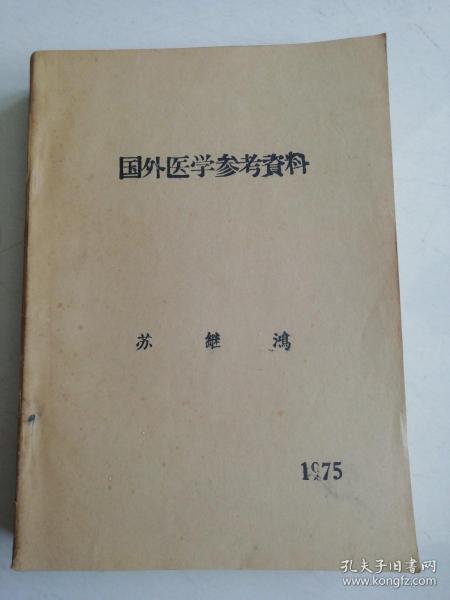 国外医学参考資料
苏 継 鴻
1975
孔夫子旧书网
www.kongfz.com